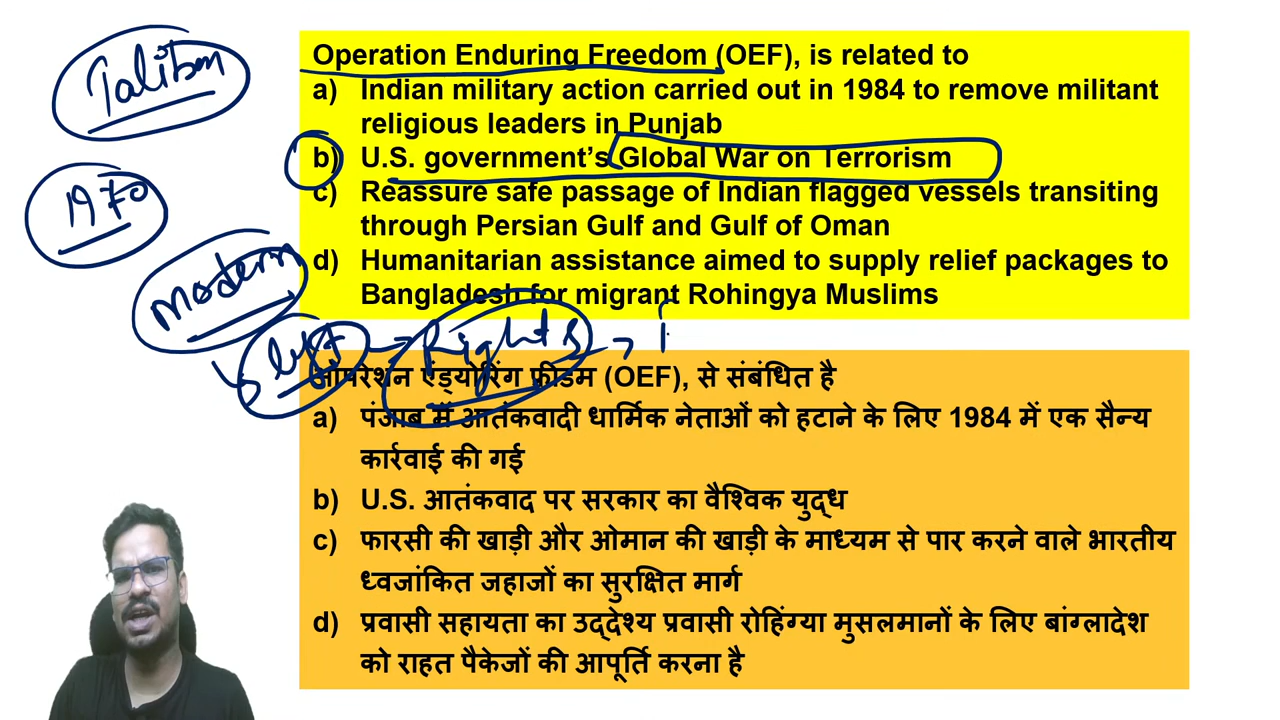 Taliban
1970
modern
left
Rights
Operation Enduring Freedom (OEF), is related to
a) Indian military action carried out in 1984 to remove militant
religious leaders in Punjab
b) U.S. government's Global War on Terrorism
c) Reassure safe passage of Indian flagged vessels transiting
through Persian Gulf and Gulf of Oman
d) Humanitarian assistance aimed to supply relief packages to
Bangladesh for migrant Rohingya Muslims
ऑपरेशन एंड्योरिंग फ्रीडम (OEF), से संबंधित है
a) पंजाब में आतंकवादी धार्मिक नेताओं को हटाने के लिए 1984 में एक सैन्य
कार्रवाई की गई
b) U.S. आतंकवाद पर सरकार का वैश्विक युद्ध
c) फारसी की खाड़ी और ओमान की खाड़ी के माध्यम से पार करने वाले भारतीय
ध्वजांकित जहाजों का सुरक्षित मार्ग
d) प्रवासी सहायता का उद्देश्य प्रवासी रोहिंग्या मुसलमानों के लिए बांग्लादेश
को राहत पैकेजों की आपूर्ति करना है